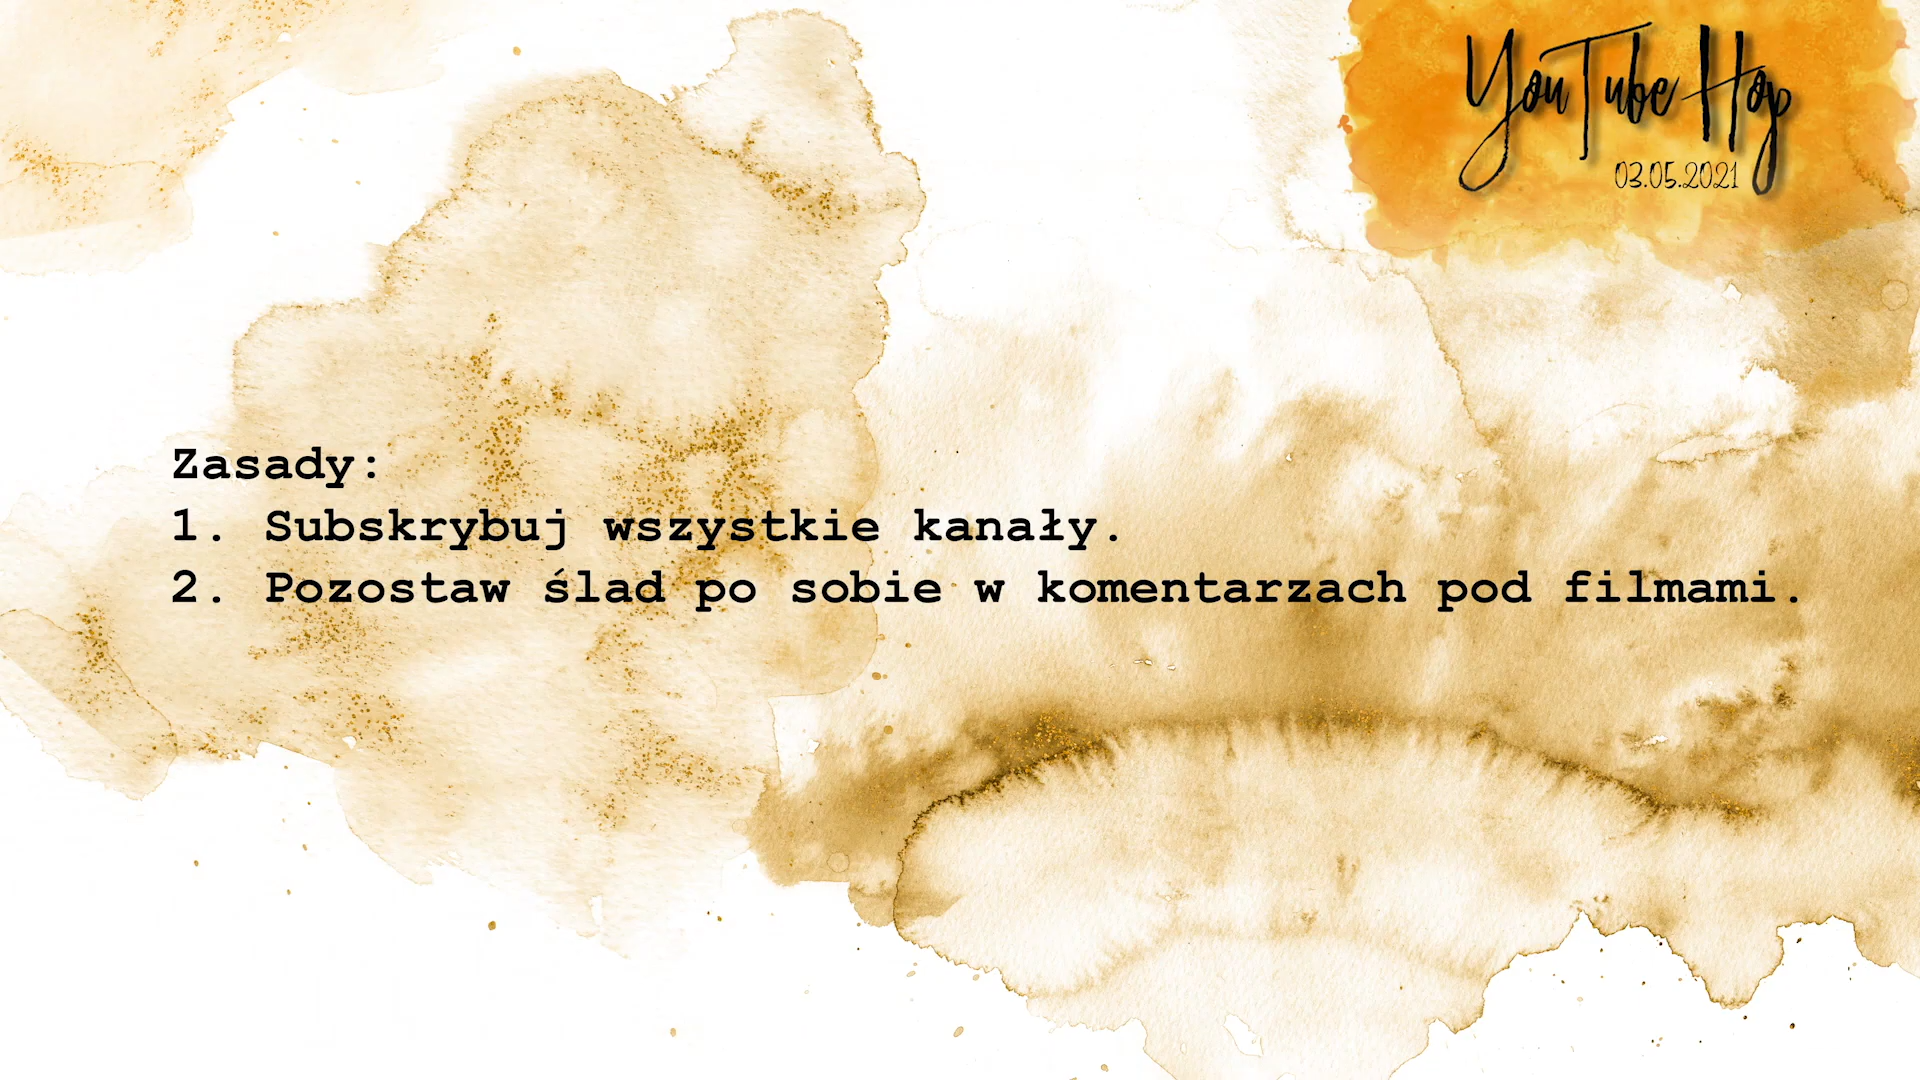 YouTube Hop
03.05.2021
Zasady:
1. Subskrybuj wszystkie kanały.
2. Pozostaw ślad po sobie w komentarzach pod filmami.